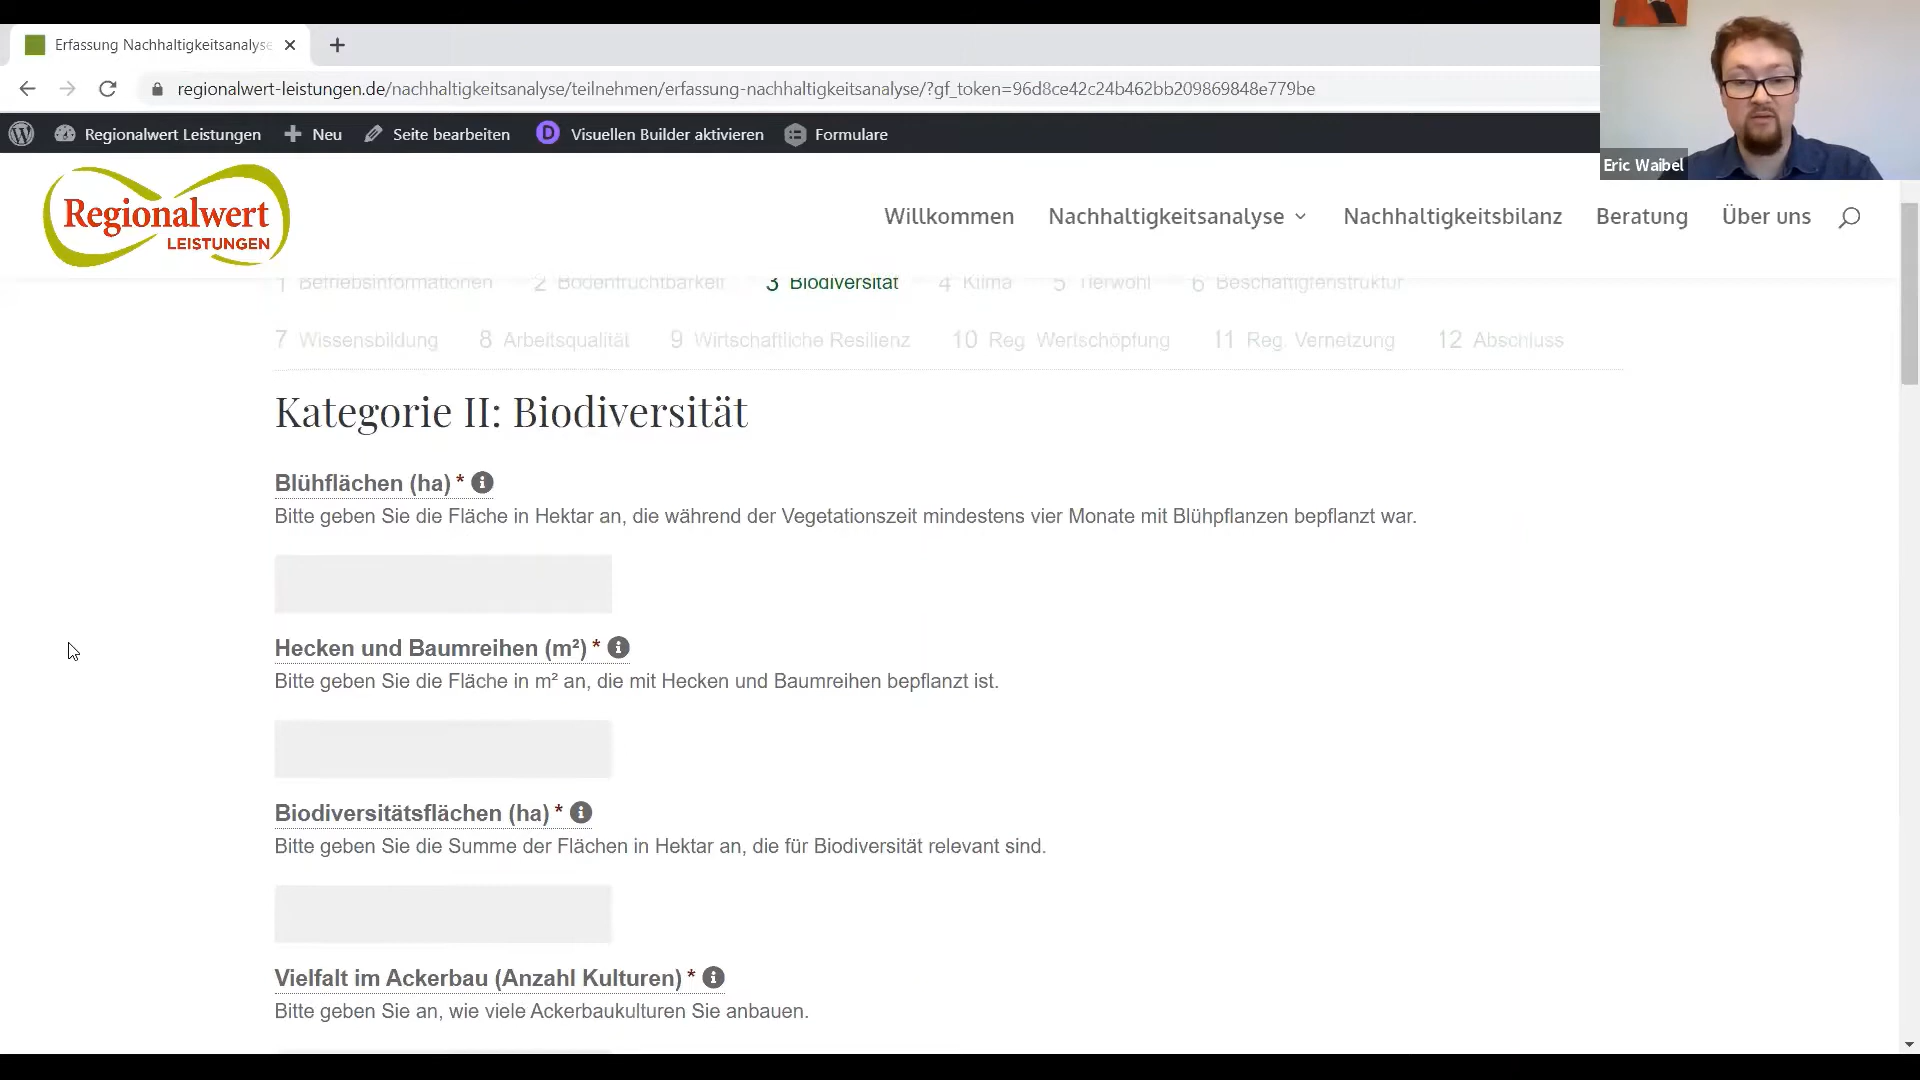 Erfassung Nachhaltigkeitsanalyse
regionalwert-leistungen.de/nachhaltigkeitsanalyse/teilnehmen/erfassung-nachhaltigkeitsanalyse/?gf_token=96d8ce42c24b462bb209869848e779be
Regionalwert Leistungen Neu Seite bearbeiten D Visuellen Builder aktivieren Formulare
Eric Waibel
Regionalwert
LEISTUNGEN
Willkommen Nachhaltigkeitsanalyse Nachhaltigkeitsbilanz Beratung Über uns
1 Betriebsinformationen 2 Bodenfruchtbarkeit 3 Biodiversität 4 Klima 5 Tierwohl 6 Beschäftigtenstruktur
7 Wissensbildung 8 Arbeitsqualität 9 Wirtschaftliche Resilienz 10 Reg. Wertschöpfung 11 Reg. Vernetzung 12 Abschluss
Kategorie II: Biodiversität
Blühflächen (ha) *
Bitte geben Sie die Fläche in Hektar an, die während der Vegetationszeit mindestens vier Monate mit Blühpflanzen bepflanzt war.
Hecken und Baumreihen (m²) *
Bitte geben Sie die Fläche in m² an, die mit Hecken und Baumreihen bepflanzt ist.
Biodiversitätsflächen (ha) *
Bitte geben Sie die Summe der Flächen in Hektar an, die für Biodiversität relevant sind.
Vielfalt im Ackerbau (Anzahl Kulturen) *
Bitte geben Sie an, wie viele Ackerbaukulturen Sie anbauen.